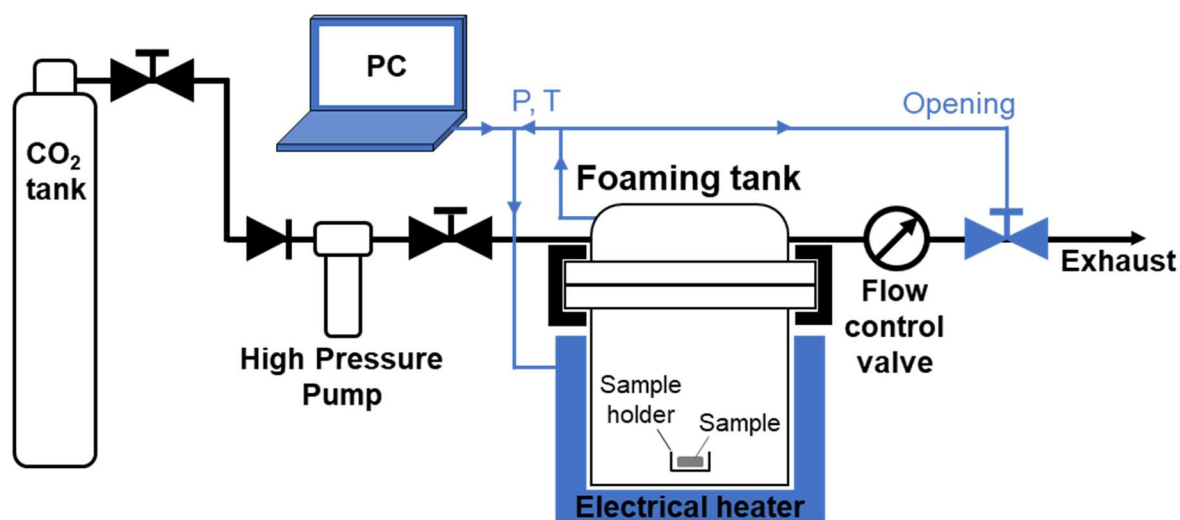 PC
P, T
Opening
CO₂
tank
Foaming tank
Exhaust
High Pressure
Pump
Flow
control
valve
Sample
holder
Sample
Electrical heater